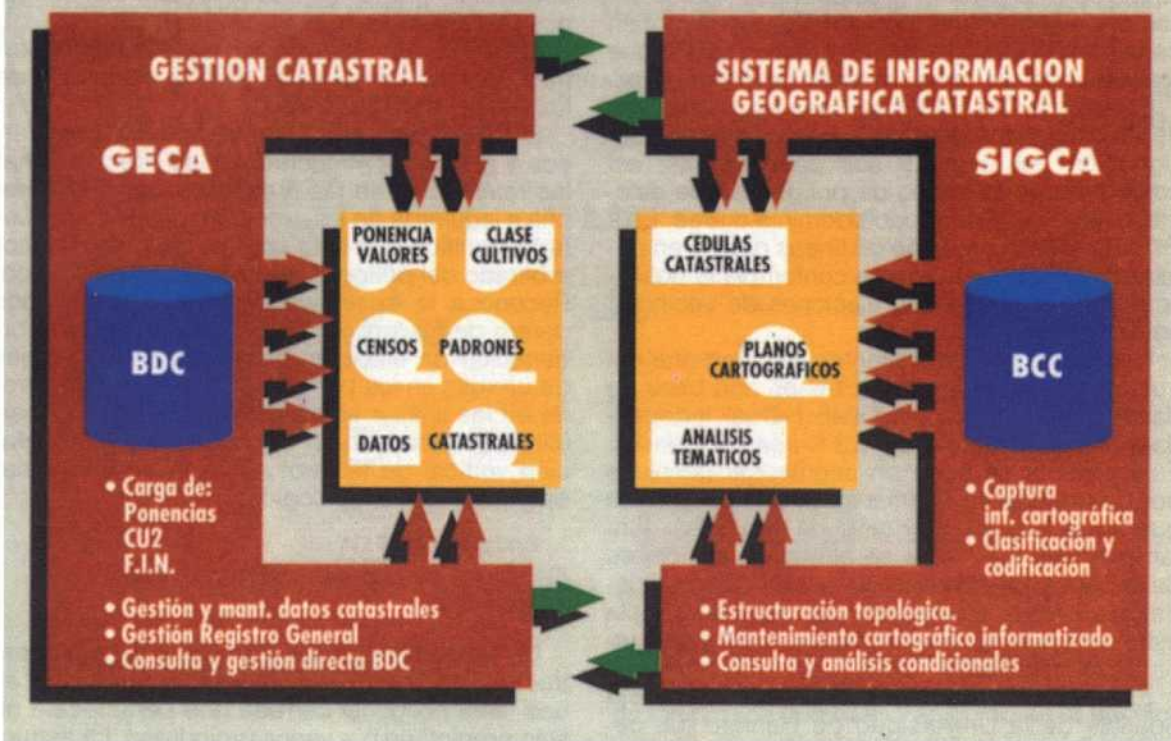 GESTION CATASTRAL
GECA
BDC
PONENCIA
VALORES
CLASE
CULTIVOS
CENSOS
PADRONES
DATOS
CATASTRALES
• Carga de:
Ponencias
CU2
F.I.N.
• Gestión y mant. datos catastrales
• Gestión Registro General
• Consulta y gestión directa BDC
SISTEMA DE INFORMACION
GEOGRAFICA CATASTRAL
SIGCA
CEDULAS
CATASTRALES
PLANOS
CARTOGRAFICOS
ANALISIS
TEMATICOS
BCC
• Captura
inf. cartográfica
• Clasificación y
codificación
• Estructuración topológica.
• Mantenimiento cartográfico informatizado
• Consulta y análisis condicionales